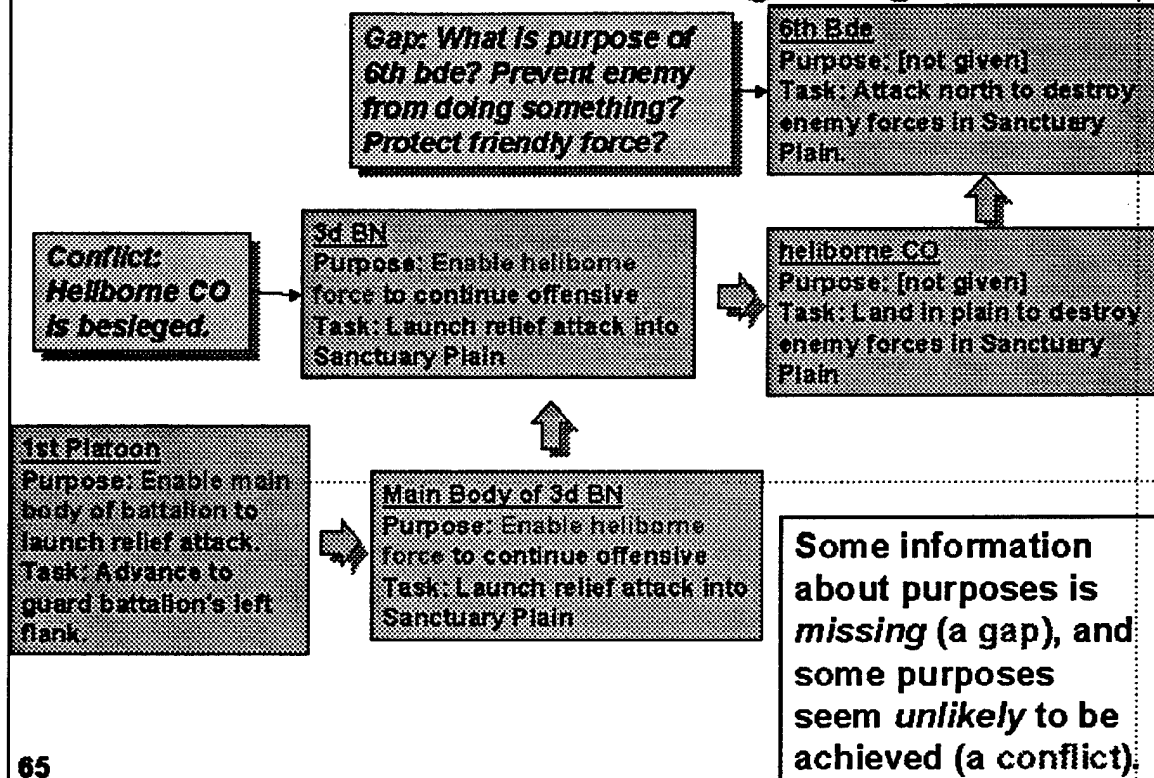 Gap: What is purpose of
6th bde? Prevent enemy
from doing something?
Protect friendly force?
6th Bde
Purpose: [not given]
Task: Attack north to destroy
enemy forces in Sanctuary
Plain.
Conflict:
Heliborne CO
is besieged.
3d BN
Purpose: Enable heliborne
force to continue offensive
Task: Launch relief attack into
Sanctuary Plain
heliborne CO
Purpose: [not given]
Task: Land in plain to destroy
enemy forces in Sanctuary
Plain
1st Platoon
Purpose: Enable main
body of battalion to
launch relief attack.
Task: Advance to
guard battalion's left
flank.
Main Body of 3d BN
Purpose: Enable heliborne
force to continue offensive
Task: Launch relief attack into
Sanctuary Plain
Some information
about purposes is
missing (a gap), and
some purposes
seem unlikely to be
achieved (a conflict).
65